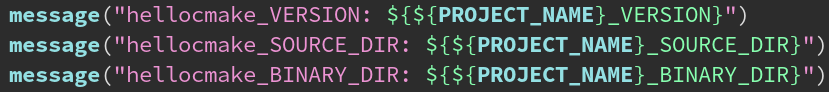 message("hellocmake_VERSION: ${${PROJECT_NAME}_VERSION}")
message("hellocmake_SOURCE_DIR: ${${PROJECT_NAME}_SOURCE_DIR}")
message("hellocmake_BINARY_DIR: ${${PROJECT_NAME}_BINARY_DIR}")